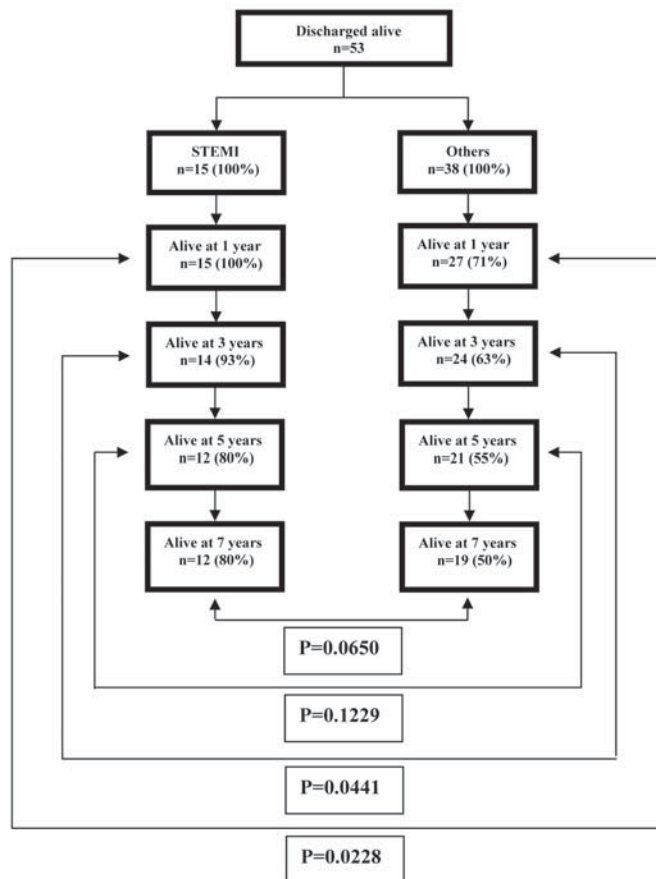 Discharged alive
n=53
STEMI
n=15 (100%)
Others
n=38 (100%)
Alive at 1 year
n=15 (100%)
Alive at 1 year
n=27 (71%)
Alive at 3 years
n=14 (93%)
Alive at 3 years
n=24 (63%)
Alive at 5 years
n=12 (80%)
Alive at 5 years
n=21 (55%)
Alive at 7 years
n=12 (80%)
Alive at 7 years
n=19 (50%)
P=0.0650
P=0.1229
P=0.0441
P=0.0228